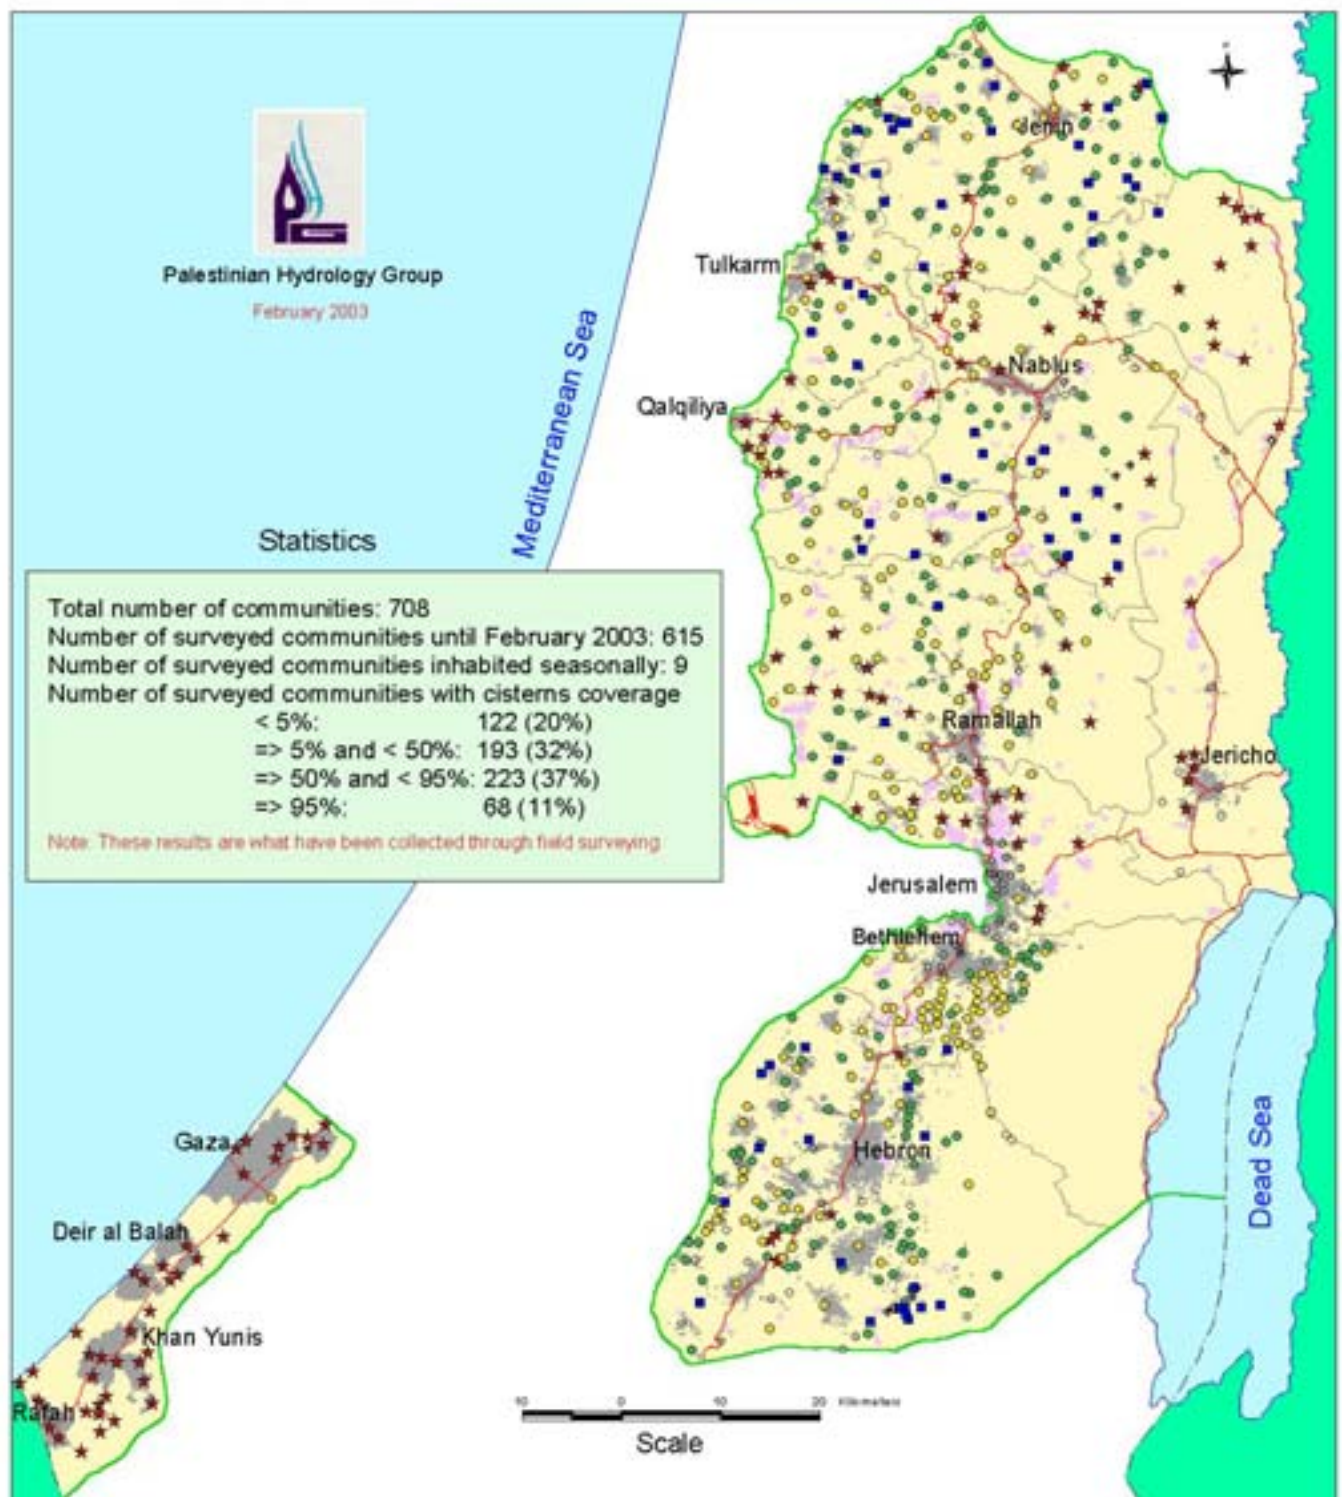 Palestinian Hydrology Group
February 2003
Mediterranean Sea
Statistics
Total number of communities: 708
Number of surveyed communities until February 2003: 615
Number of surveyed communities inhabited seasonally: 9
Number of surveyed communities with cisterns coverage
< 5%: 122 (20%)
=> 5% and < 50%: 193 (32%)
=> 50% and < 95%: 223 (37%)
=> 95%: 68 (11%)
Note: These results are what have been collected through field surveying
Jenin
Tulkarm
Nablus
Qalqiliya
Ramallah
Jericho
Jerusalem
Bethlehem
Hebron
Dead Sea
Gaza
Deir al Balah
Khan Yunis
Rafah
10 0 10 20 Kilometers
Scale